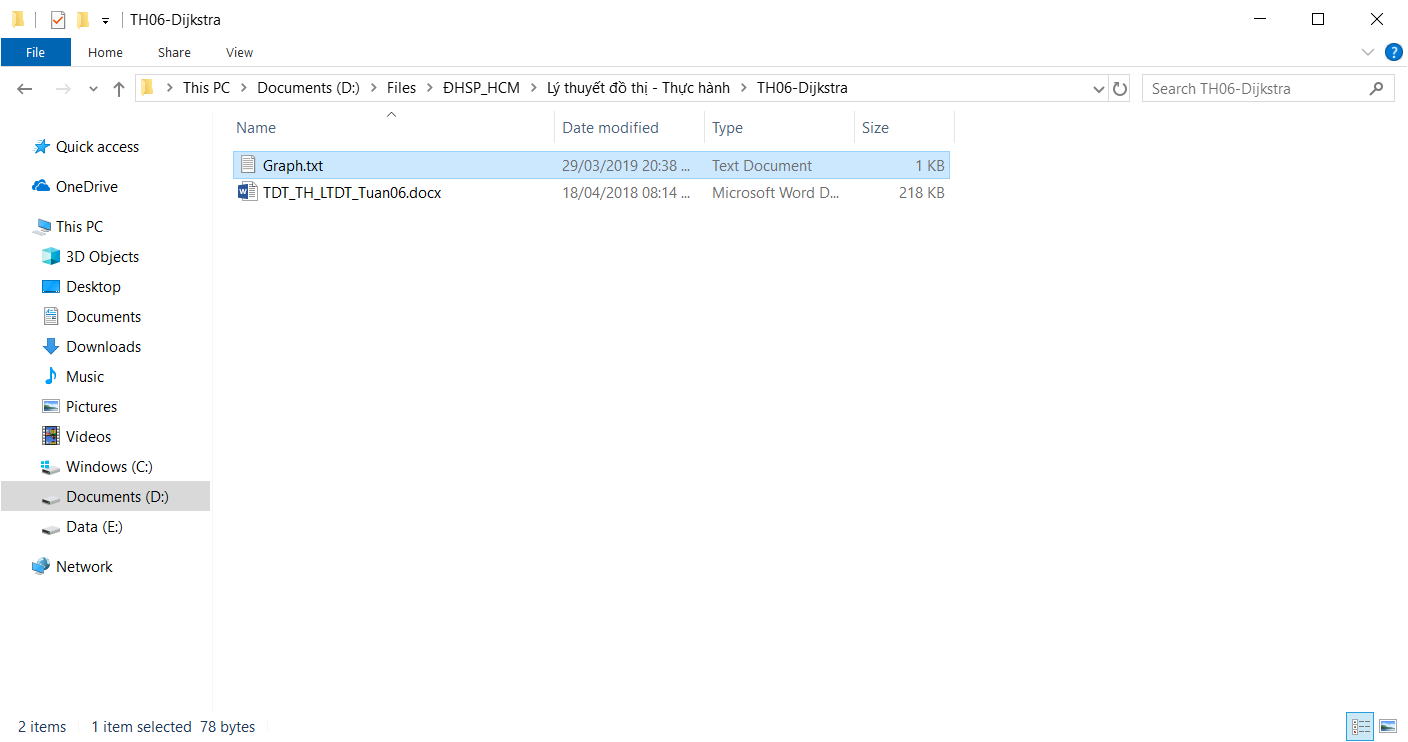 TH06-Dijkstra
File Home Share View
This PC Documents (D:) Files ĐHSP_HCM Lý thuyết đồ thị - Thực hành TH06-Dijkstra Search TH06-Dijkstra
Name Date modified Type Size
Graph.txt 29/03/2019 20:38 ... Text Document 1 KB
TDT_TH_LTDT_Tuan06.docx 18/04/2018 08:14 ... Microsoft Word D... 218 KB
Quick access
OneDrive
This PC
3D Objects
Desktop
Documents
Downloads
Music
Pictures
Videos
Windows (C:)
Documents (D:)
Data (E:)
Network
2 items 1 item selected 78 bytes